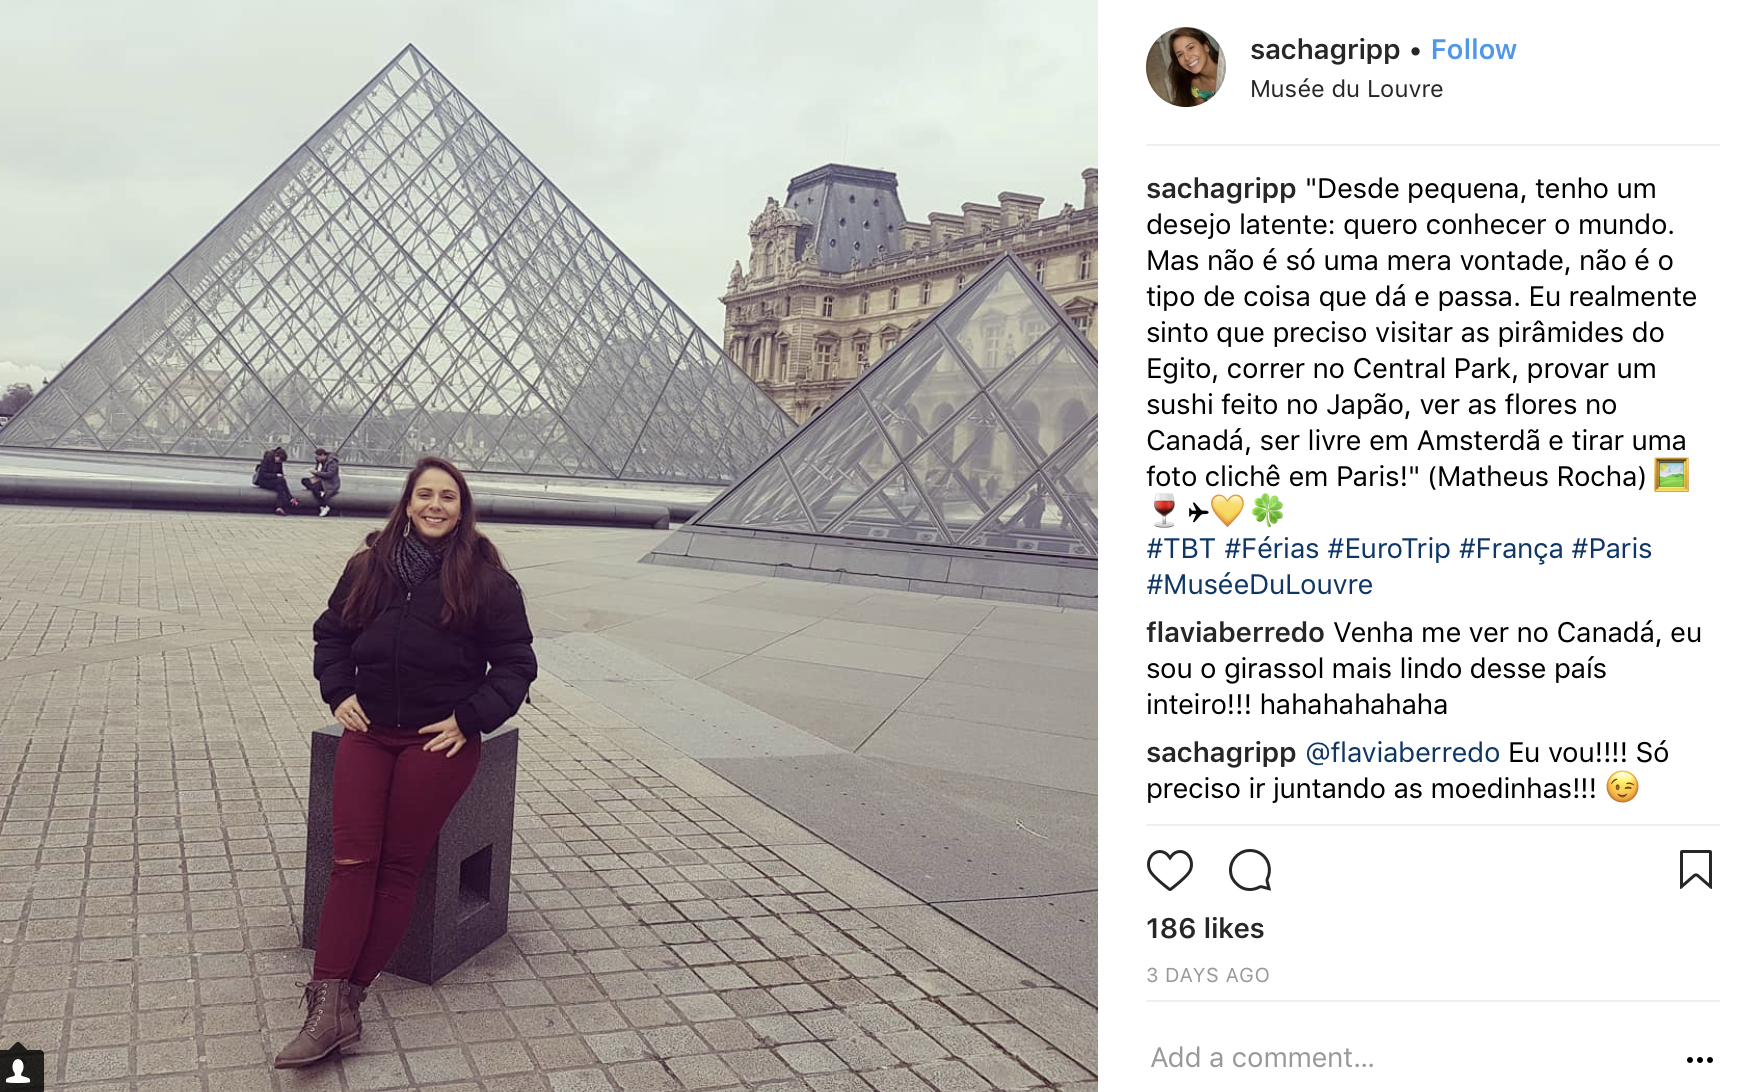 sachagripp • Follow
Musée du Louvre
sachagripp "Desde pequena, tenho um
desejo latente: quero conhecer o mundo.
Mas não é só uma mera vontade, não é o
tipo de coisa que dá e passa. Eu realmente
sinto que preciso visitar as pirâmides do
Egito, correr no Central Park, provar um
sushi feito no Japão, ver as flores no
Canadá, ser livre em Amsterdã e tirar uma
foto clichê em Paris!" (Matheus Rocha) 🖼️
🍷 ✈💛🍀
#TBT #Férias #EuroTrip #França #Paris
#MuséeDuLouvre
flaviaberredo Venha me ver no Canadá, eu
sou o girassol mais lindo desse país
inteiro!!! hahahahahaha
sachagripp @flaviaberredo Eu vou!!!! Só
preciso ir juntando as moedinhas!!! 😉
186 likes
3 DAYS AGO
Add a comment...